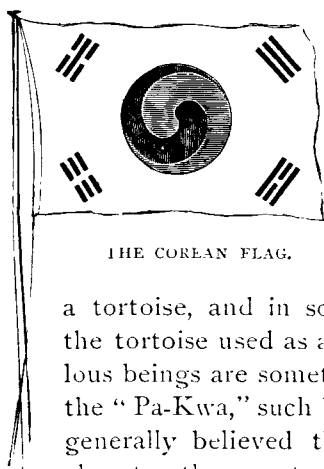 THE COREAN FLAG.
a tortoise, and in so
the tortoise used as a
lous beings are somet
the “ Pa-Kwa,” such
generally believed t